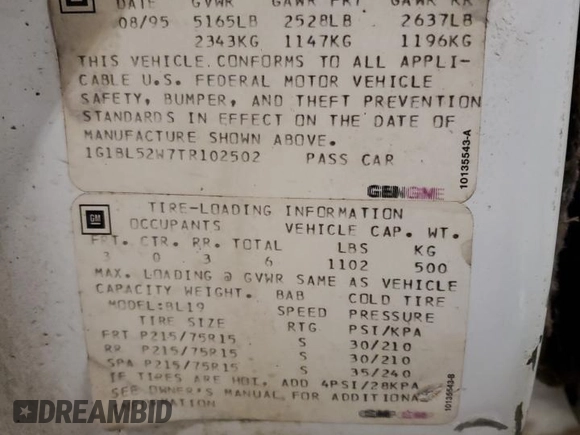 DATE GVWR GAWR FRT GAWR RR
08/95 5165LB 2528LB 2637LB
2343KG 1147KG 1196KG
THIS VEHICLE CONFORMS TO ALL APPLI-
CABLE U.S. FEDERAL MOTOR VEHICLE
SAFETY, BUMPER, AND THEFT PREVENTION
STANDARDS IN EFFECT ON THE DATE OF
MANUFACTURE SHOWN ABOVE.
1G1BL52W7TR102502 PASS CAR
GENGME
10135543-A
GM
TIRE-LOADING INFORMATION
OCCUPANTS VEHICLE CAP. WT.
FRT. CTR. RR. TOTAL LBS KG
3 0 3 6 1102 500
MAX. LOADING @ GVWR SAME AS VEHICLE
CAPACITY WEIGHT. BAB COLD TIRE
MODEL:BL19 SPEED PRESSURE
TIRE SIZE RTG PSI/KPA
FRT P215/75R15 S 30/210
RR P215/75R15 S 30/210
SPA P215/75R15 S 35/240
IF TIRES ARE HOT, ADD 4PSI/28KPA
SEE OWNER'S MANUAL FOR ADDITIONAL
10135543-B
DREAMBID